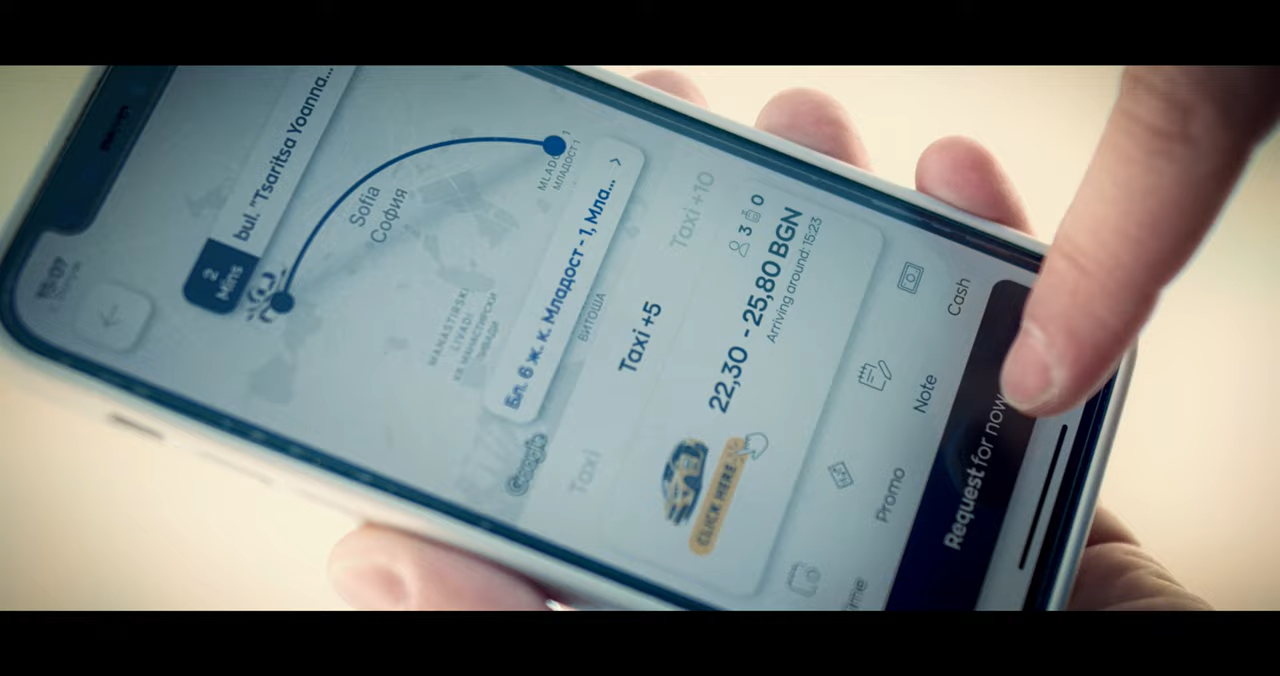 2
Mins
bul. "Tsaritsa Yoanna...
Sofia
София
МЛАДОСТ 1
MANASTIRSKI
LIVADI
Бл. 6 ж. к. Младост - 1, Мла...
ВИТОША
Google
Taxi
Taxi +5
Taxi +10
3 0
22,30 - 25,80 BGN
Arriving around: 15:23
CLICK HERE
Promo
Note
Cash
Request for now